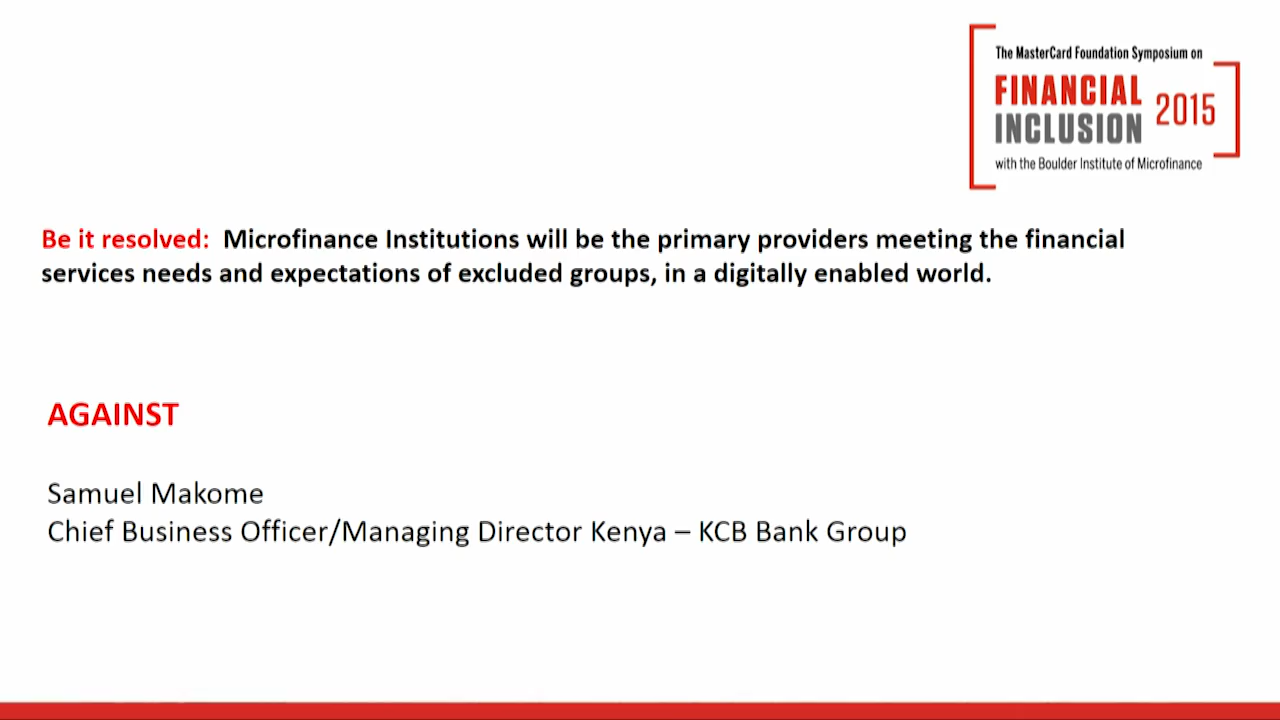 The MasterCard Foundation Symposium on
FINANCIAL
INCLUSION
2015
with the Boulder Institute of Microfinance
Be it resolved: Microfinance Institutions will be the primary providers meeting the financial
services needs and expectations of excluded groups, in a digitally enabled world.
AGAINST
Samuel Makome
Chief Business Officer/Managing Director Kenya – KCB Bank Group